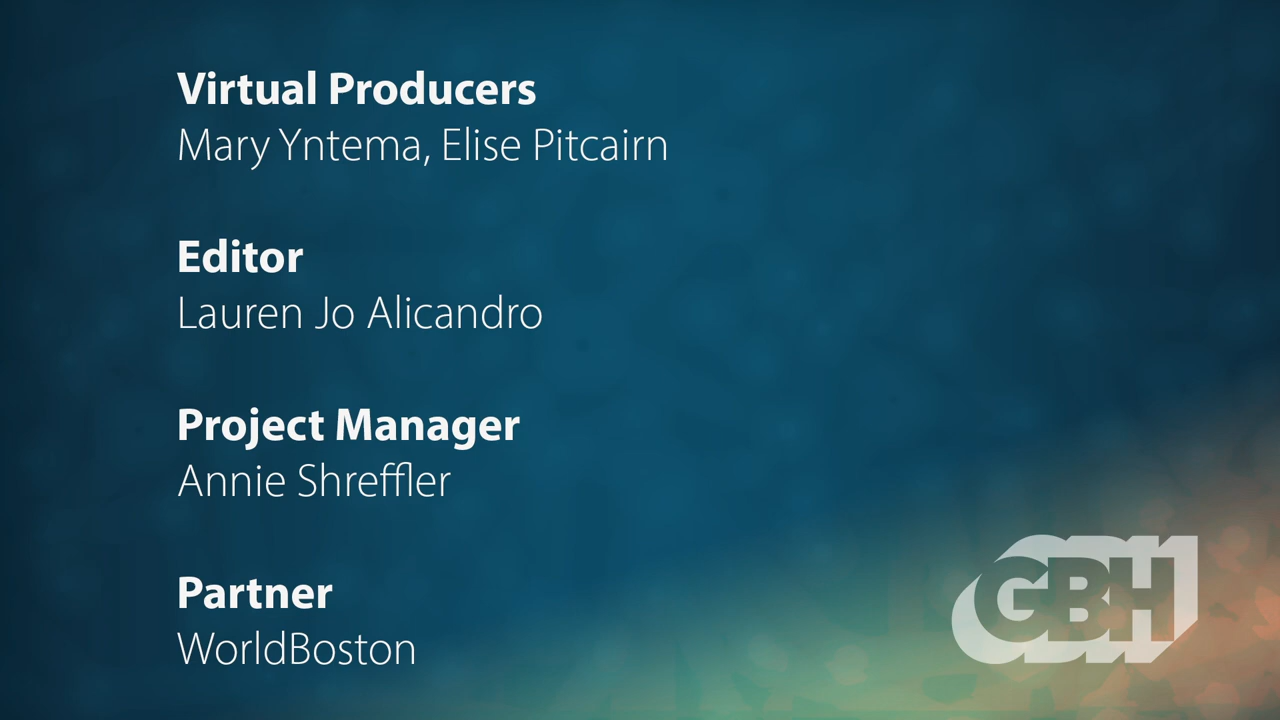 Virtual Producers
Mary Yntema, Elise Pitcairn
Editor
Lauren Jo Alicandro
Project Manager
Annie Shreffler
Partner
WorldBoston
GBH